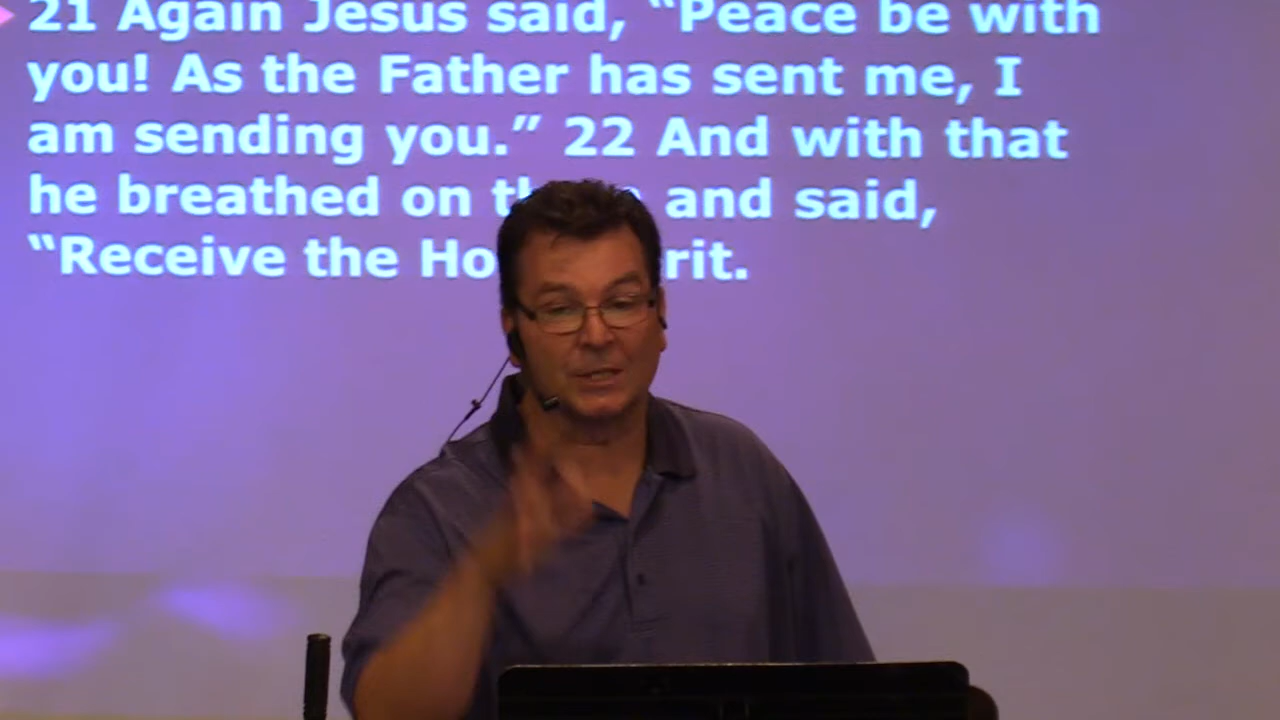 21 Again Jesus said, “Peace be with
you! As the Father has sent me, I
am sending you.” 22 And with that
he breathed on and said,
“Receive the